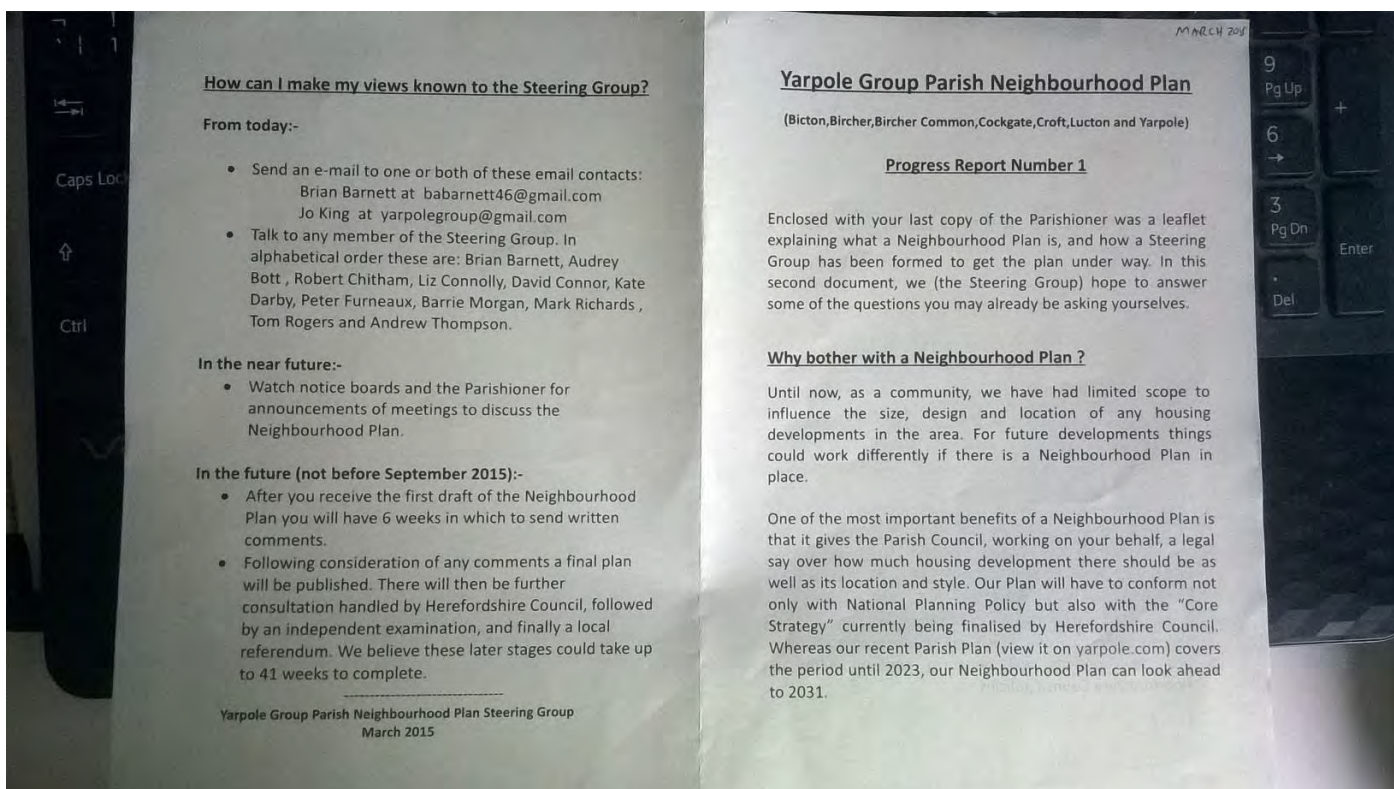 How can I make my views known to the Steering Group?
From today:-
• Send an e-mail to one or both of these email contacts:
Brian Barnett at babarnett46@gmail.com
Jo King at yarpolegroup@gmail.com
• Talk to any member of the Steering Group. In
alphabetical order these are: Brian Barnett, Audrey
Bott , Robert Chitham, Liz Connolly, David Connor, Kate
Darby, Peter Furneaux, Barrie Morgan, Mark Richards ,
Tom Rogers and Andrew Thompson.
In the near future:-
• Watch notice boards and the Parishioner for
announcements of meetings to discuss the
Neighbourhood Plan.
In the future (not before September 2015):-
• After you receive the first draft of the Neighbourhood
Plan you will have 6 weeks in which to send written
comments.
• Following consideration of any comments a final plan
will be published. There will then be further
consultation handled by Herefordshire Council, followed
by an independent examination, and finally a local
referendum. We believe these later stages could take up
to 41 weeks to complete.
Yarpole Group Parish Neighbourhood Plan Steering Group
March 2015
MARCH
Yarpole Group Parish Neighbourhood Plan
(Bicton,Bircher,Bircher Common,Cockgate,Croft,Lucton and Yarpole)
Progress Report Number 1
Enclosed with your last copy of the Parishioner was a leaflet
explaining what a Neighbourhood Plan is, and how a Steering
Group has been formed to get the plan under way. In this
second document, we (the Steering Group) hope to answer
some of the questions you may already be asking yourselves.
Why bother with a Neighbourhood Plan ?
Until now, as a community, we have had limited scope to
influence the size, design and location of any housing
developments in the area. For future developments things
could work differently if there is a Neighbourhood Plan in
place.
One of the most important benefits of a Neighbourhood Plan is
that it gives the Parish Council, working on your behalf, a legal
say over how much housing development there should be as
well as its location and style. Our Plan will have to conform not
only with National Planning Policy but also with the "Core
Strategy" currently being finalised by Herefordshire Council.
Whereas our recent Parish Plan (view it on yarpole.com) covers
the period until 2023, our Neighbourhood Plan can look ahead
to 2031.
Caps
Ctrl
9
Pg Up
+
6
→
3
Pg Dn
Enter
.
Del